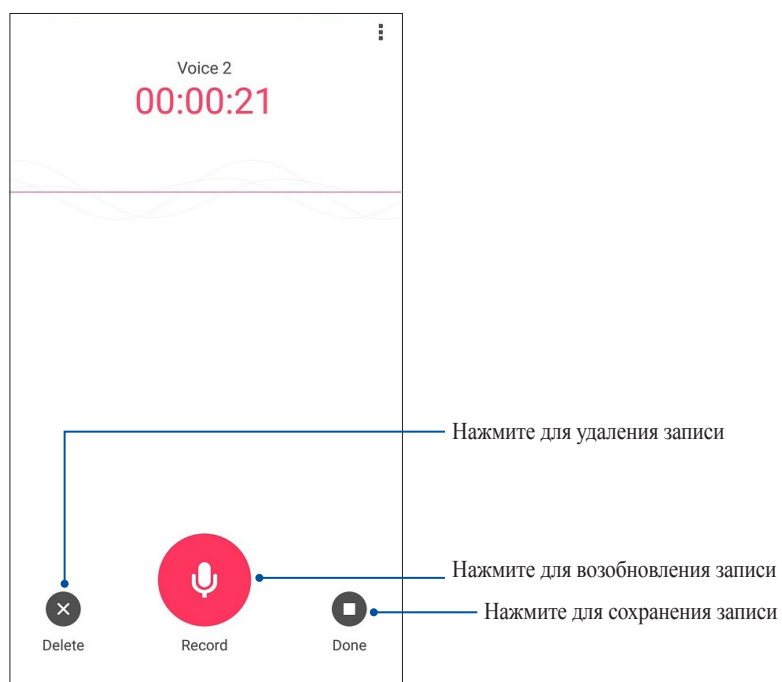 Voice 2
00:00:21
Нажмите для удаления записи
Нажмите для возобновления записи
Нажмите для сохранения записи
Delete
Record
Done